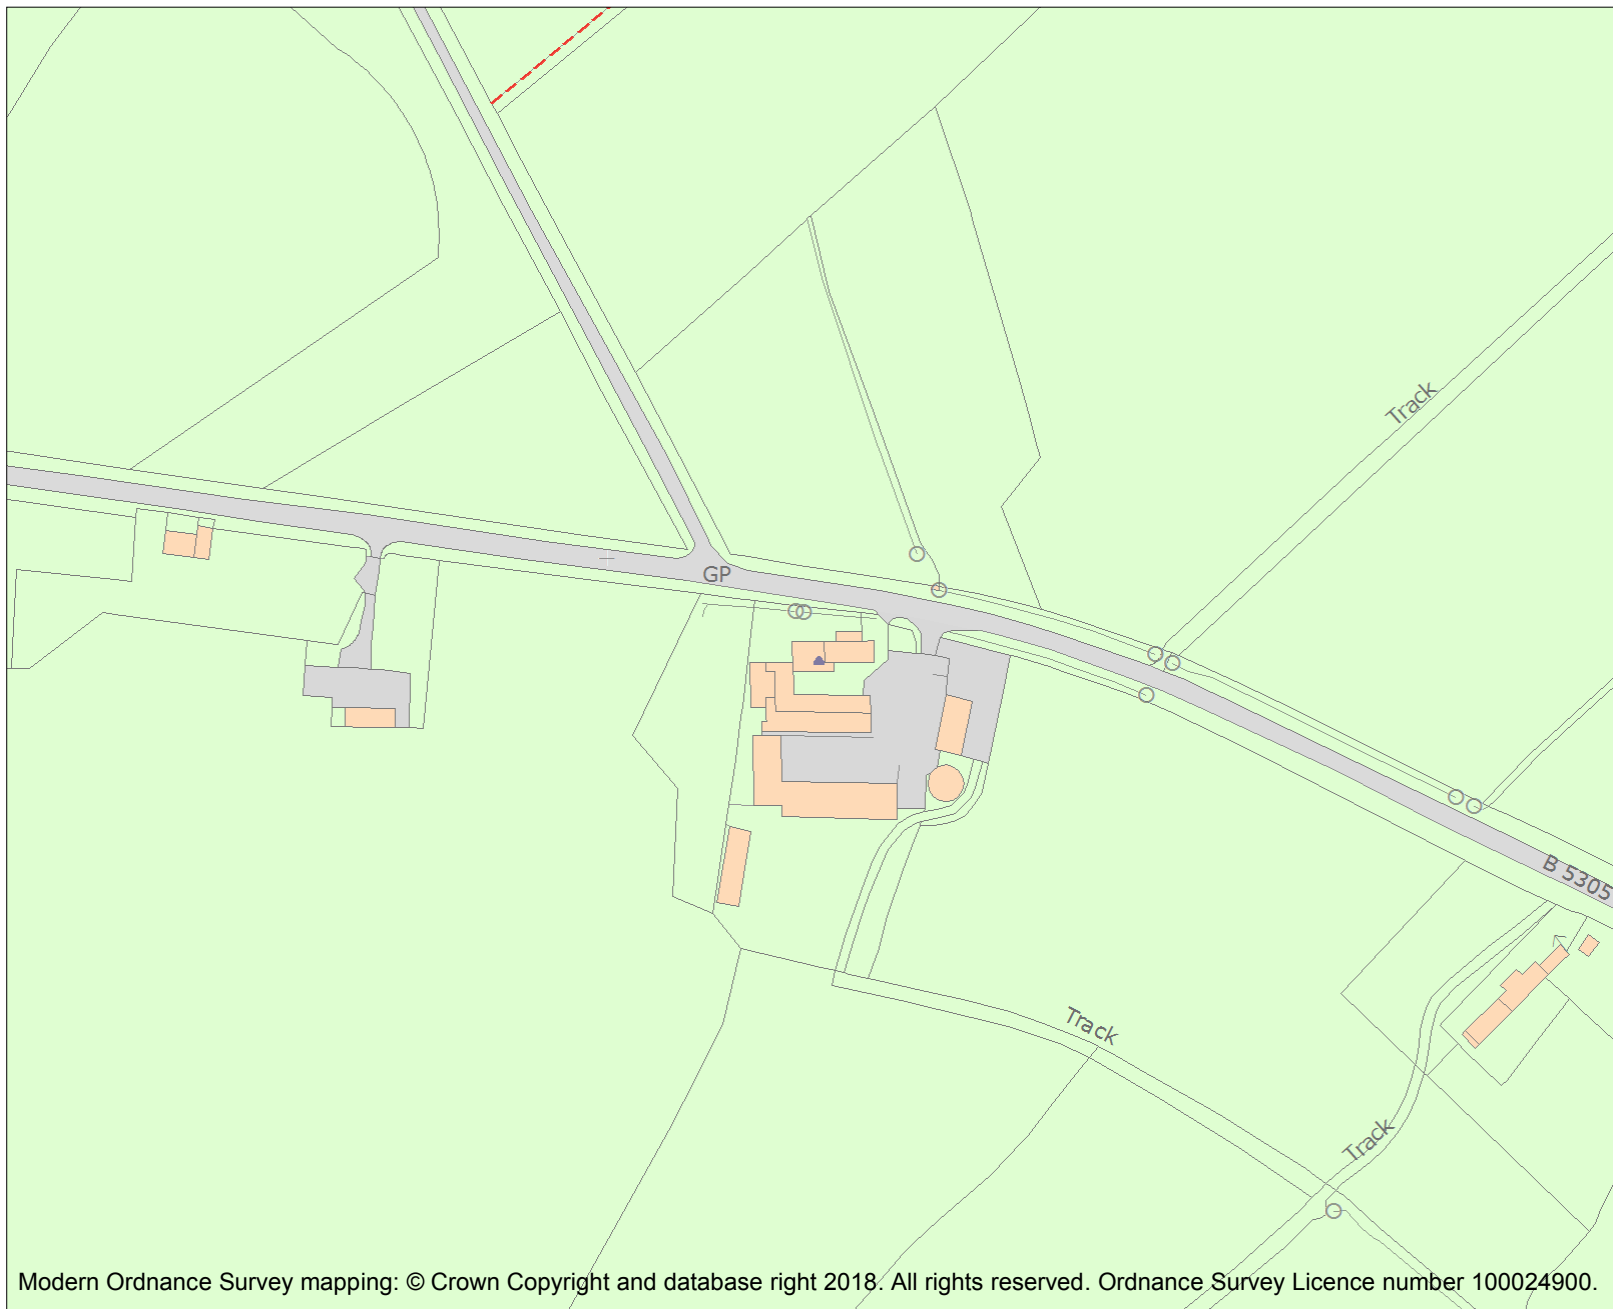 Track
GP
B 5305
Track
Track
Modern Ordnance Survey mapping: © Crown Copyright and database right 2018. All rights reserved. Ordnance Survey Licence number 100024900.